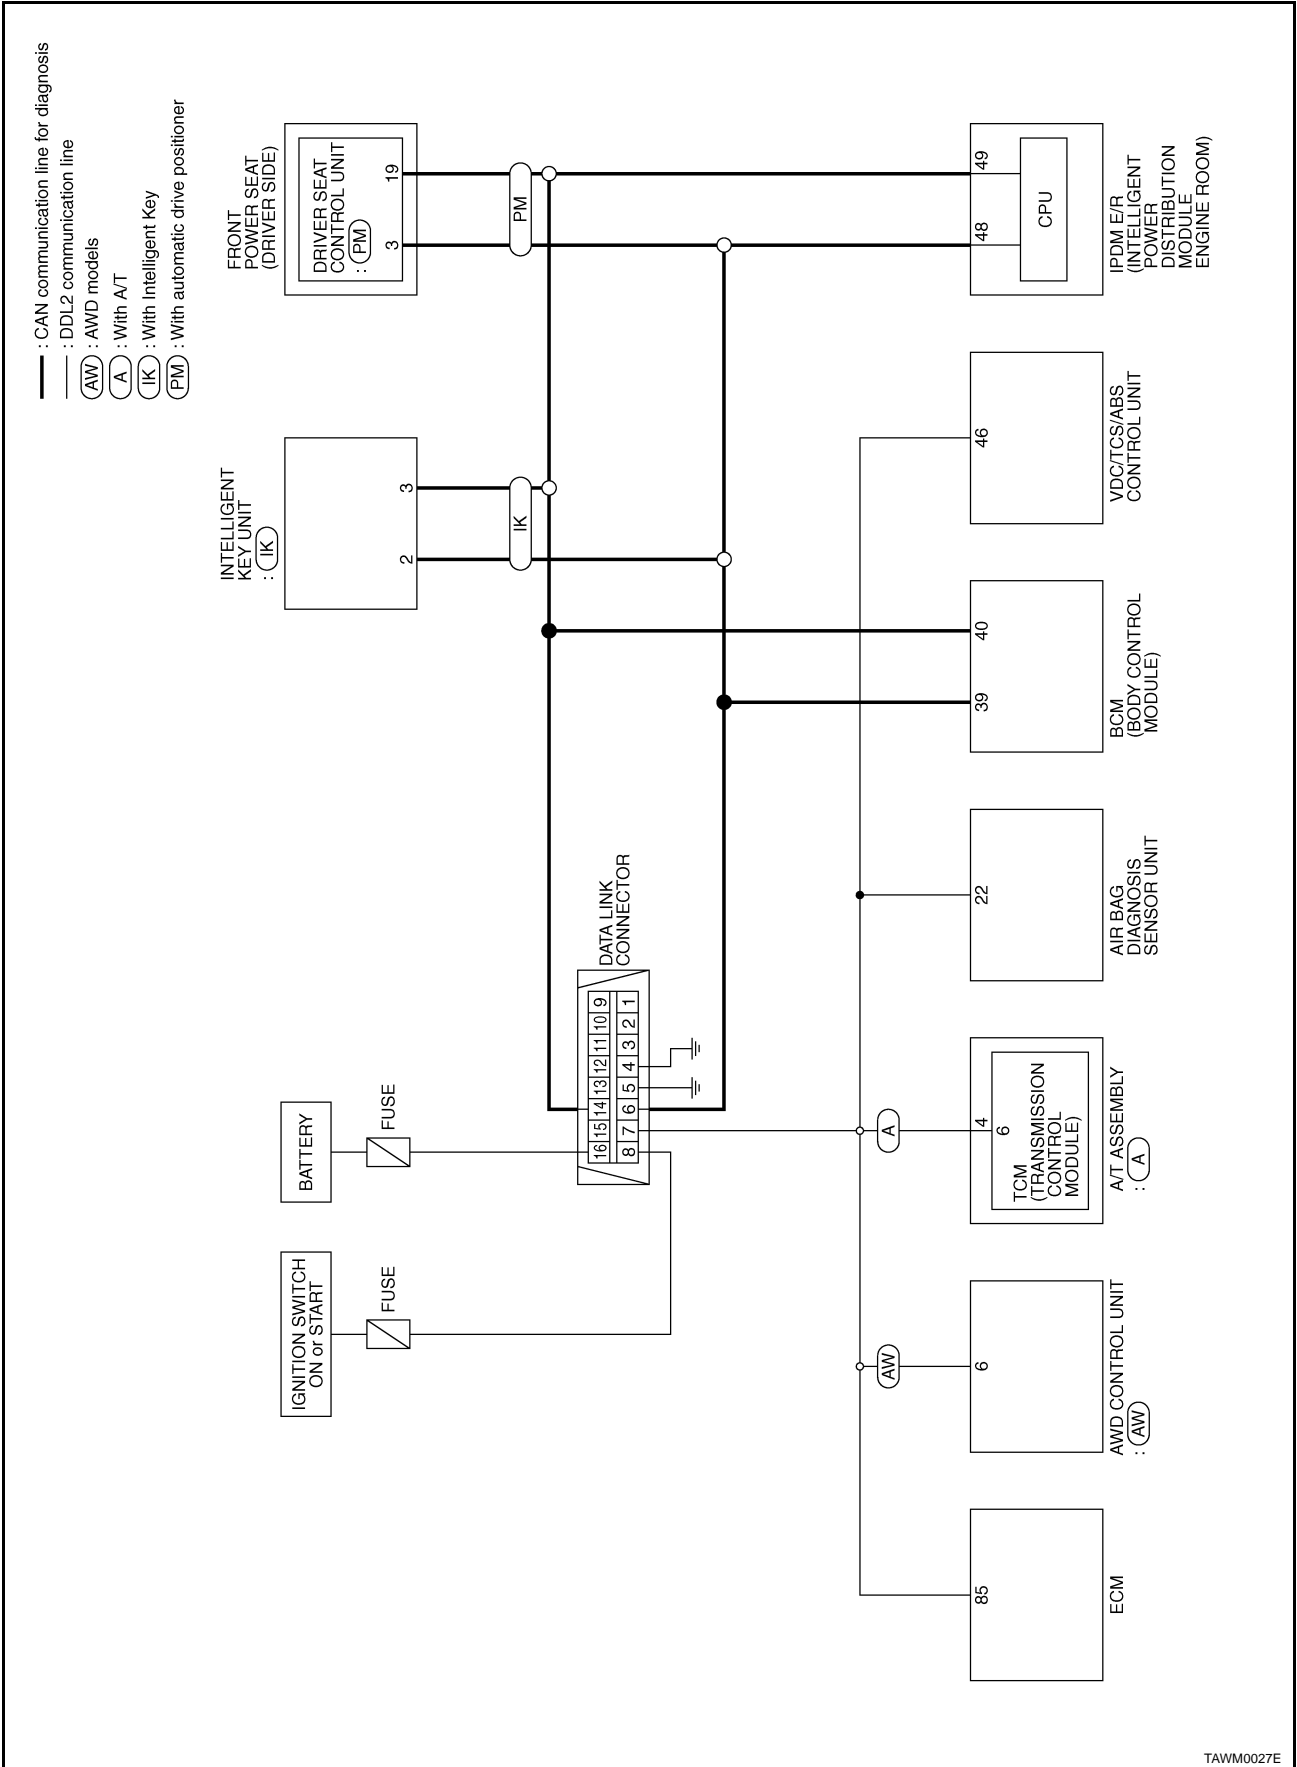 : CAN communication line for diagnosis
: DDL2 communication line
AW : AWD models
A : With A/T
IK : With Intelligent Key
PM : With automatic drive positioner
IGNITION SWITCH
ON or START
FUSE
BATTERY
FUSE
DATA LINK
CONNECTOR
16 15 14 13 12 11 10 9
8 7 6 5 4 3 2 1
INTELLIGENT
KEY UNIT
: IK
2 3
IK
FRONT
POWER SEAT
(DRIVER SIDE)
DRIVER SEAT
CONTROL UNIT
: PM
3 19
PM
AW
A
85
ECM
6
AWD CONTROL UNIT
: AW
4
6
TCM
(TRANSMISSION
CONTROL
MODULE)
A/T ASSEMBLY
: A
22
AIR BAG
DIAGNOSIS
SENSOR UNIT
39 40
BCM
(BODY CONTROL
MODULE)
46
VDC/TCS/ABS
CONTROL UNIT
48 49
CPU
IPDM E/R
(INTELLIGENT
POWER
DISTRIBUTION
MODULE
ENGINE ROOM)
TAWM0027E